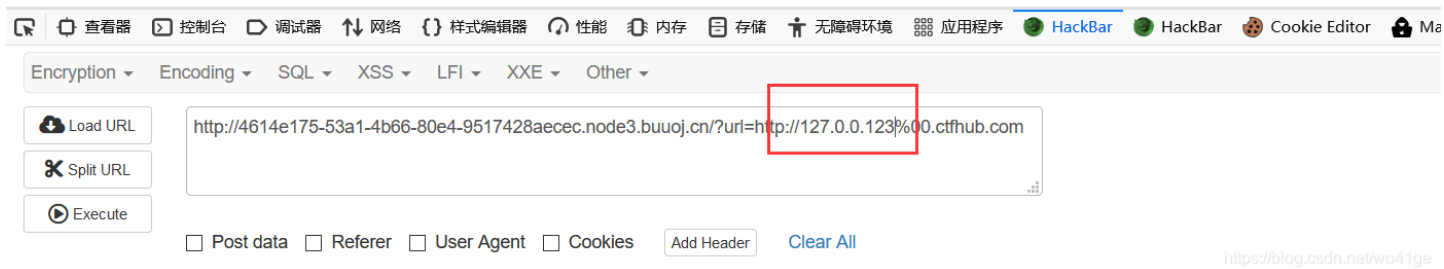 查看器 控制台 调试器 网络 {} 样式编辑器 性能 内存 存储 无障碍环境 应用程序 HackBar HackBar Cookie Editor Ma
Encryption Encoding SQL XSS LFI XXE Other
Load URL http://4614e175-53a1-4b66-80e4-9517428aecec.node3.buuoj.cn/?url=http://127.0.0.123%00.ctfhub.com
Split URL
Execute
Post data Referer User Agent Cookies Add Header Clear All
https://blog.csdn.net/wo41ge